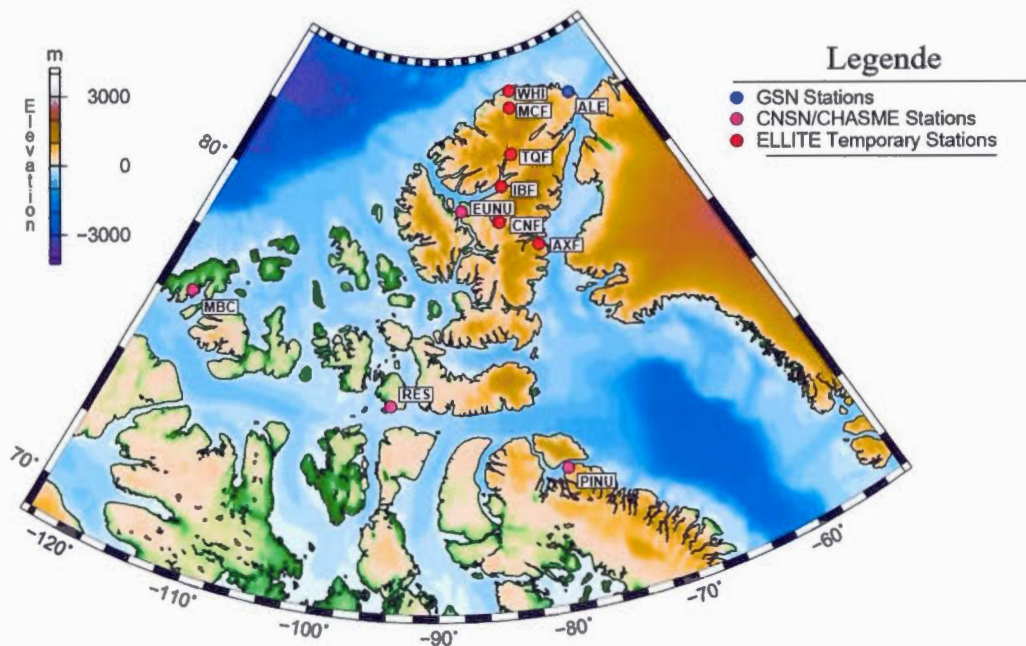 Legende
GSN Stations
CNSN/CHASME Stations
ELLITE Temporary Stations
m
3000
0
−3000
Elevation
80°
70°
−120°
−110°
−100°
−90°
−80°
−70°
−60°
WHI
ALE
MCF
TQF
IBF
EUNU
CNF
AXF
MBC
RES
PINU